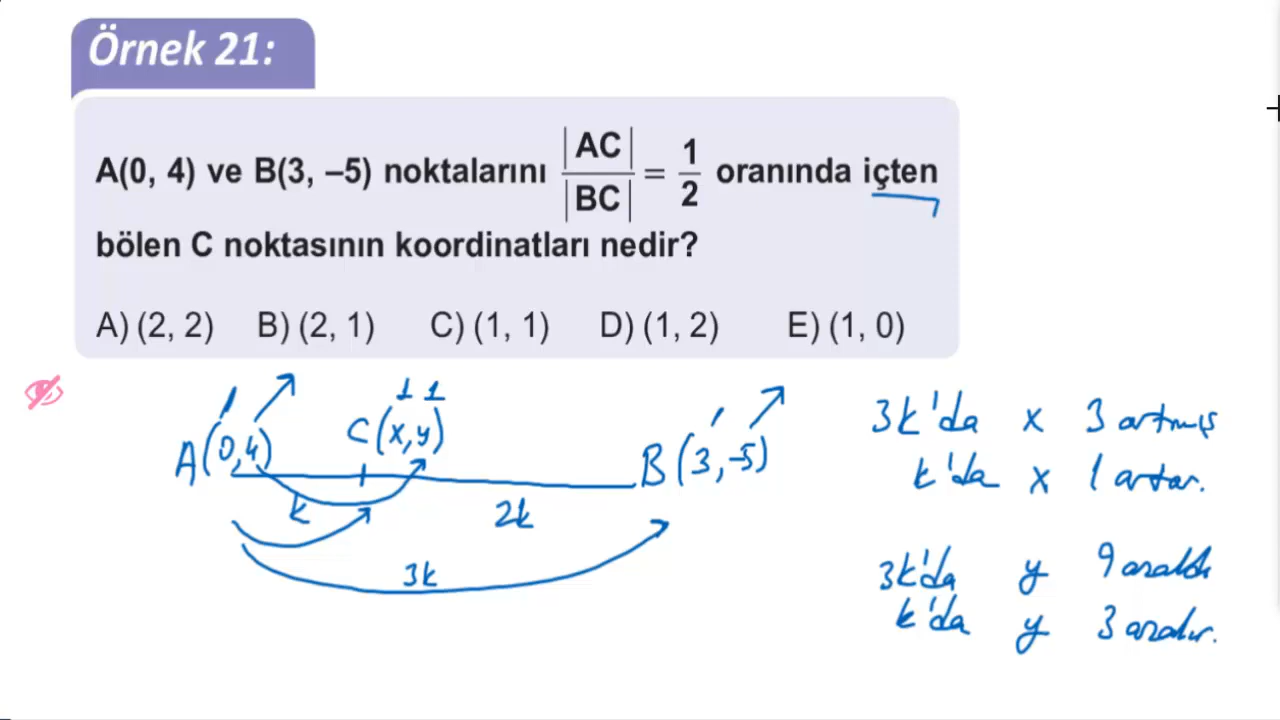 Örnek 21:
A(0, 4) ve B(3, –5) noktalarını |AC| / |BC| = 1/2 oranında içten
bölen C noktasının koordinatları nedir?
A) (2, 2) B) (2, 1) C) (1, 1) D) (1, 2) E) (1, 0)
1 1
A(0,4) C(x,y) B(3,-5)
k 2k
3k
3k'da x 3 artmış
k'da x 1 artar.
3k'da y 9 azaldı
k'da y 3 azalır.